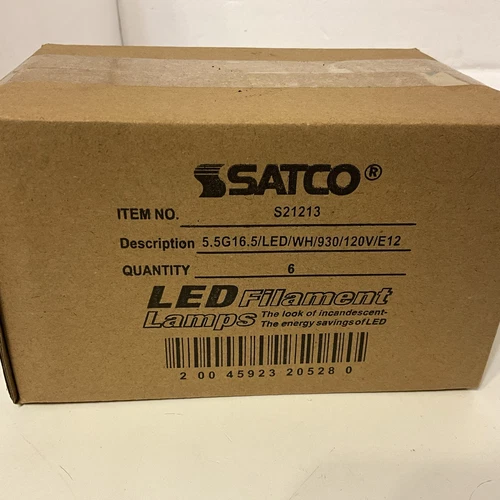 SATCO®
ITEM NO. S21213
Description 5.5G16.5/LED/WH/930/120V/E12
QUANTITY 6
LED Filament
Lamps The look of incandescent-
The energy savings of LED
2 00 45923 20528 0